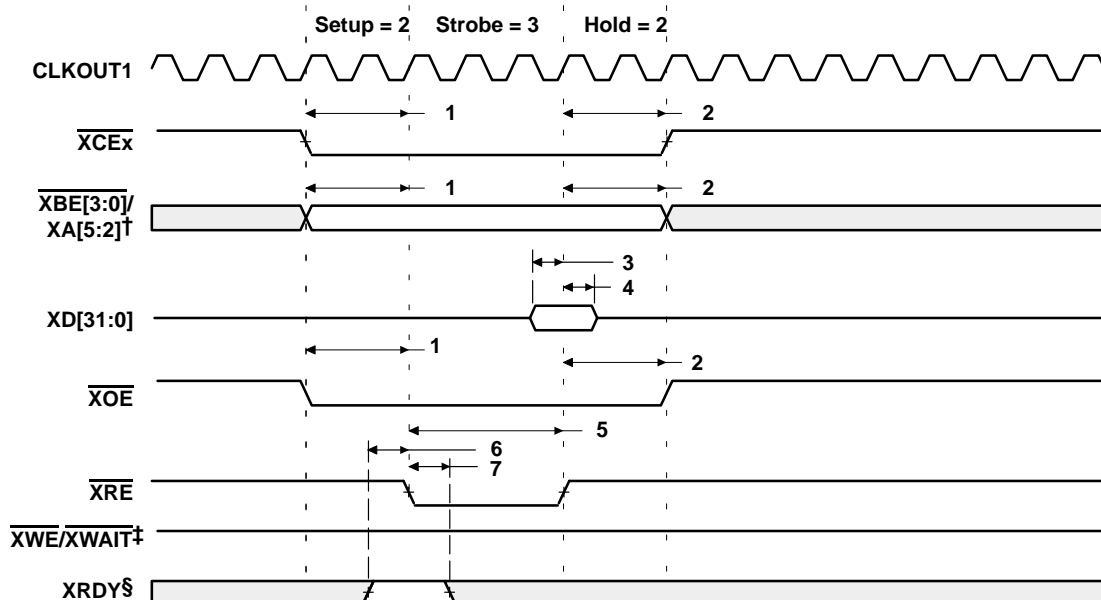 Setup = 2 Strobe = 3 Hold = 2
CLKOUT1
1 2
XCEx
1 2
XBE[3:0]/
XA[5:2]†
3
4
XD[31:0]
1
2
XOE
5
6
7
XRE
XWE/XWAIT‡
XRDY§